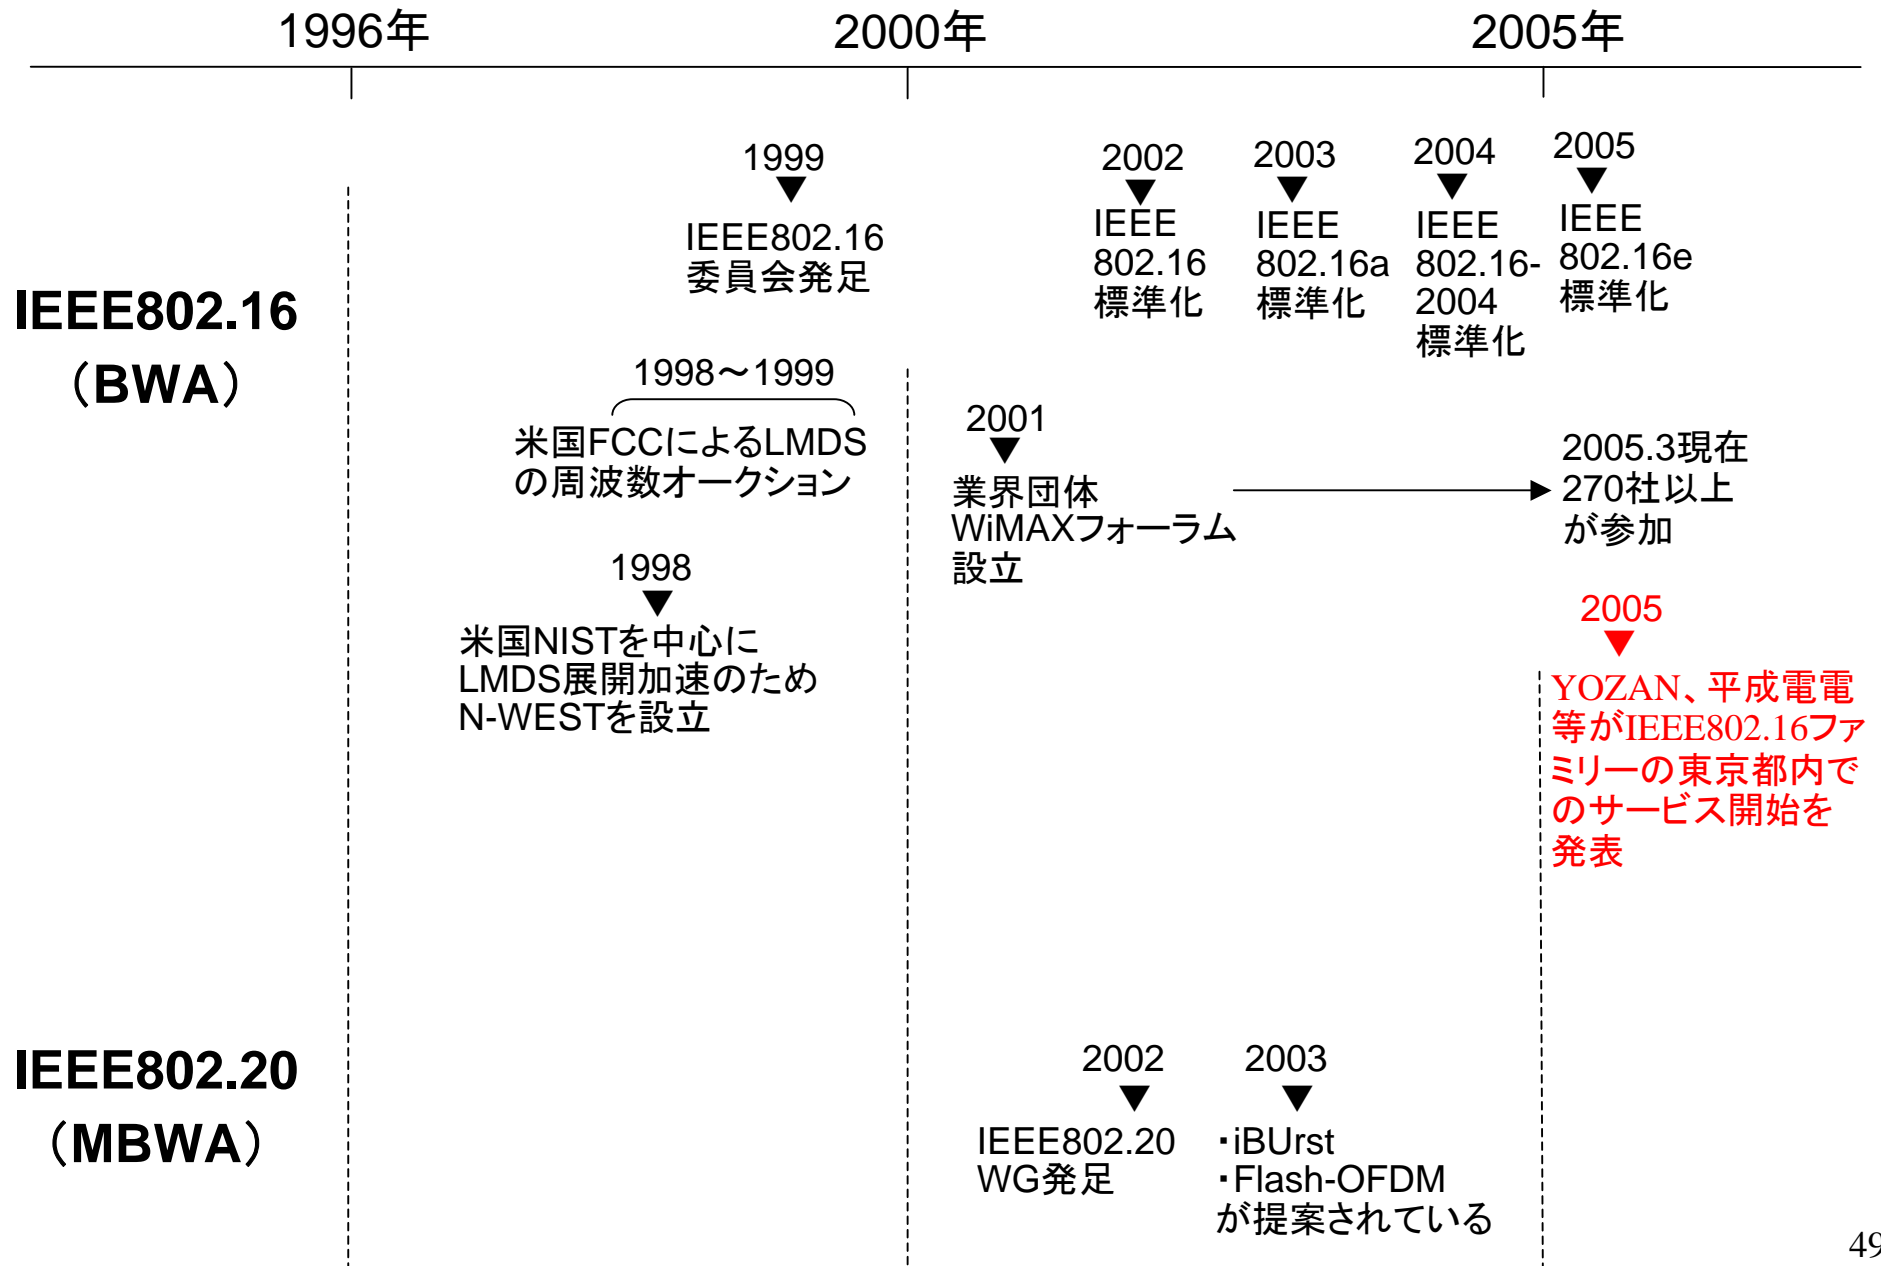 1996年
2000年
2005年
IEEE802.16
（BWA）
1999
IEEE802.16
委員会発足
2002
IEEE
802.16
標準化
2003
IEEE
802.16a
標準化
2004
IEEE
802.16-
2004
標準化
2005
IEEE
802.16e
標準化
1998～1999
米国FCCによるLMDS
の周波数オークション
2001
業界団体
WiMAXフォーラム
設立
2005.3現在
270社以上
が参加
1998
米国NISTを中心に
LMDS展開加速のため
N-WESTを設立
2005
YOZAN、平成電電
等がIEEE802.16ファ
ミリーの東京都内で
のサービス開始を
発表
IEEE802.20
（MBWA）
2002
IEEE802.20
WG発足
2003
・iBUrst
・Flash-OFDM
が提案されている
49